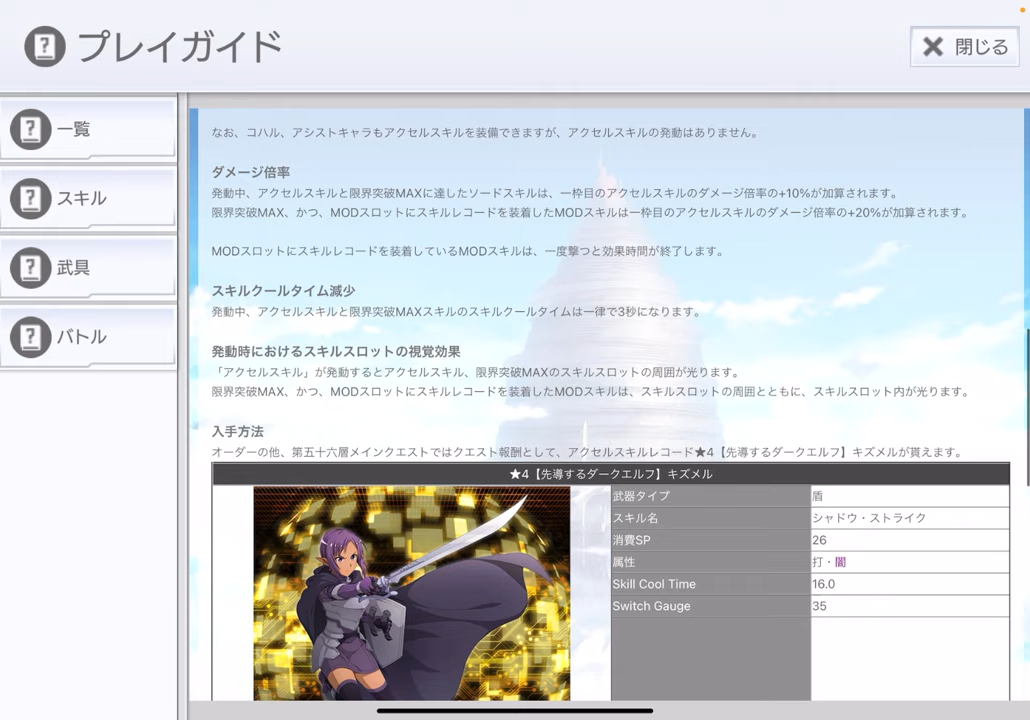 プレイガイド
閉じる
一覧
スキル
武具
バトル
なお、コハル、アシストキャラもアクセルスキルを装備できますが、アクセルスキルの発動はありません。
ダメージ倍率
発動中、アクセルスキルと限界突破MAXに達したソードスキルは、一枠目のアクセルスキルのダメージ倍率の+10%が加算されます。
限界突破MAX、かつ、MODスロットにスキルレコードを装着したMODスキルは一枠目のアクセルスキルのダメージ倍率の+20%が加算されます。
MODスロットにスキルレコードを装着しているMODスキルは、一度撃つと効果時間が終了します。
スキルクールタイム減少
発動中、アクセルスキルと限界突破MAXスキルのスキルクールタイムは一律で3秒になります。
発動時におけるスキルスロットの視覚効果
「アクセルスキル」が発動するとアクセルスキル、限界突破MAXのスキルスロットの周囲が光ります。
限界突破MAX、かつ、MODスロットにスキルレコードを装着したMODスキルは、スキルスロットの周囲とともに、スキルスロット内が光ります。
入手方法
オーダーの他、第五十六層メインクエストではクエスト報酬として、アクセルスキルレコード★4【先導するダークエルフ】キズメルが貰えます。
★4【先導するダークエルフ】キズメル
武器タイプ 盾
スキル名 シャドウ・ストライク
消費SP 26
属性 打・闇
Skill Cool Time 16.0
Switch Gauge 35